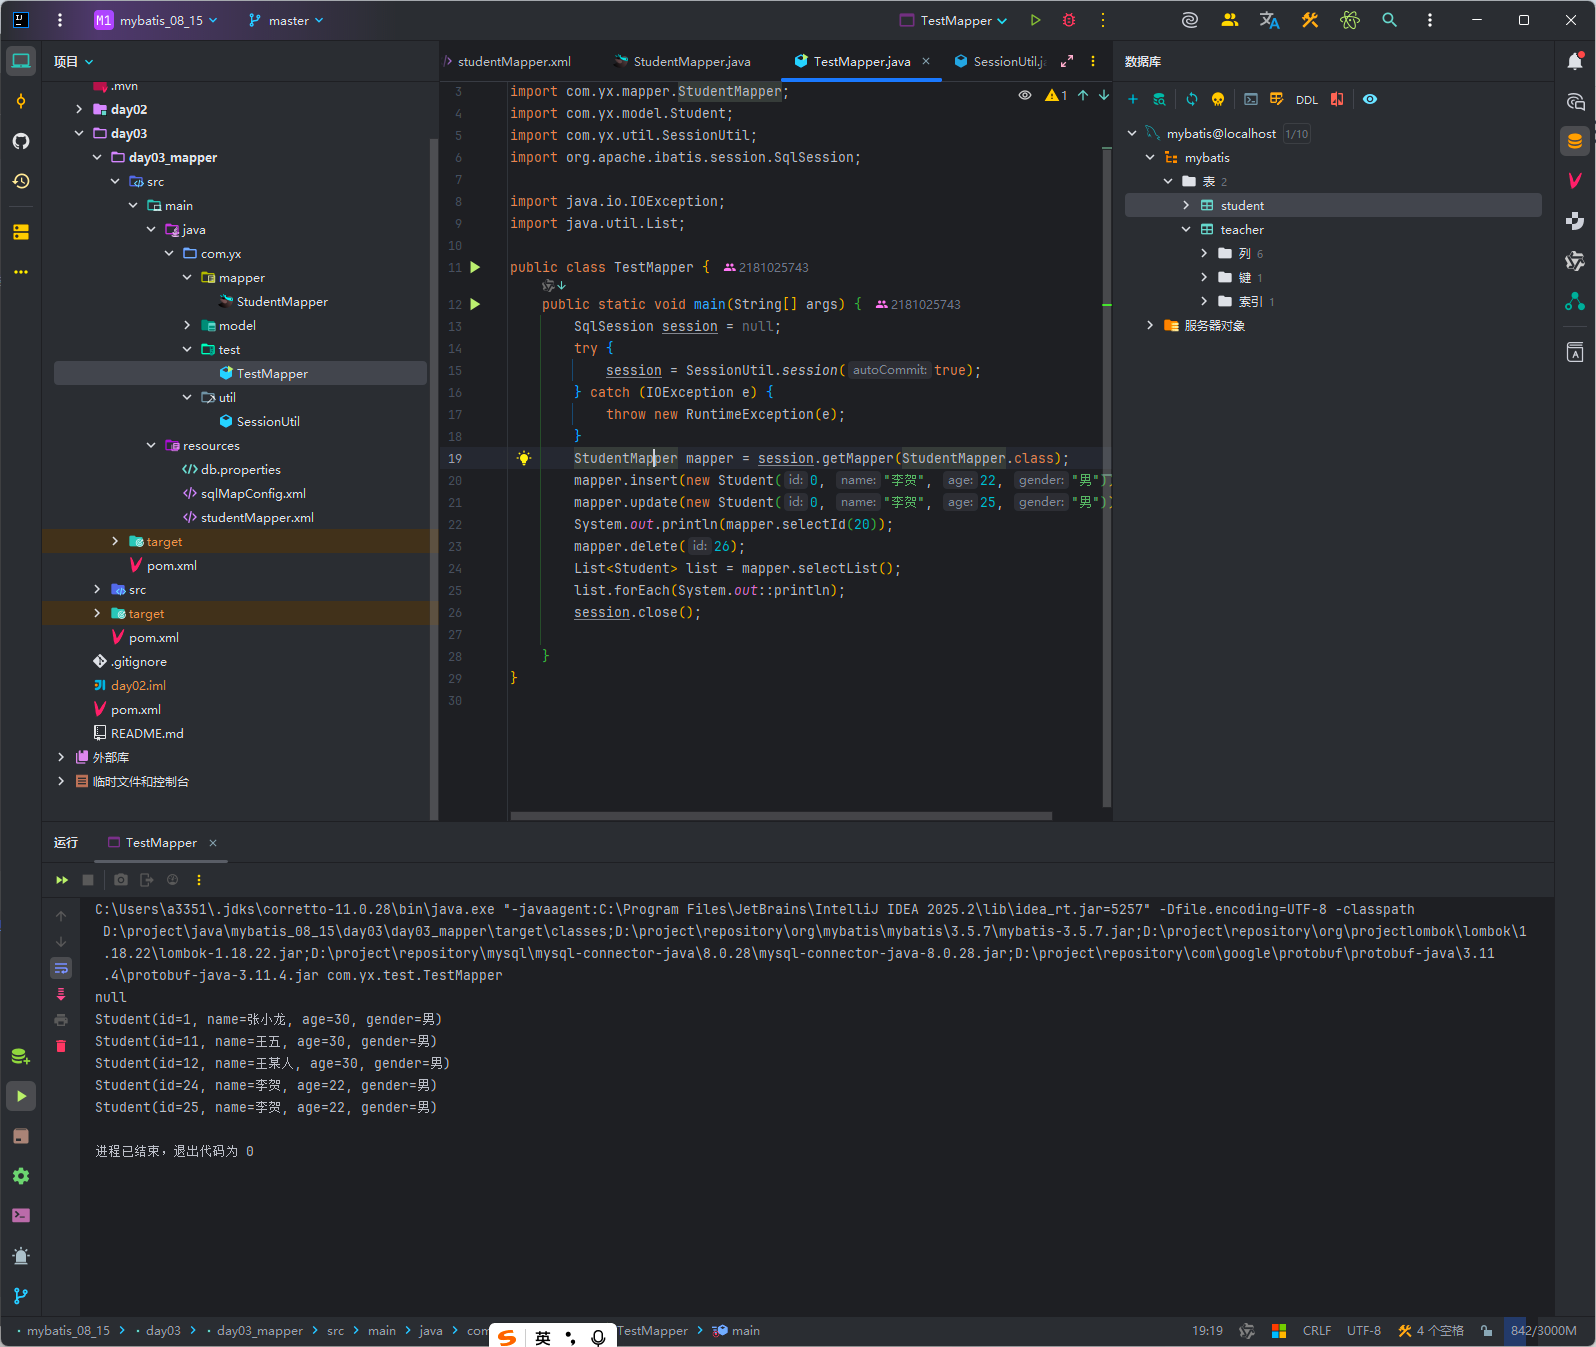 M1 mybatis_08_15 master TestMapper
项目
.mvn
day02
day03
day03_mapper
src
main
java
com.yx
mapper
StudentMapper
model
test
TestMapper
util
SessionUtil
resources
db.properties
sqlMapConfig.xml
studentMapper.xml
target
pom.xml
src
target
pom.xml
.gitignore
day02.iml
pom.xml
README.md
外部库
临时文件和控制台
studentMapper.xml StudentMapper.java TestMapper.java SessionUtil.ja
1
3 import com.yx.mapper.StudentMapper;
4 import com.yx.model.Student;
5 import com.yx.util.SessionUtil;
6 import org.apache.ibatis.session.SqlSession;
7
8 import java.io.IOException;
9 import java.util.List;
10
11 public class TestMapper { 2181025743
12 public static void main(String[] args) { 2181025743
13 SqlSession session = null;
14 try {
15 session = SessionUtil.session( autoCommit: true);
16 } catch (IOException e) {
17 throw new RuntimeException(e);
18 }
19 StudentMapper mapper = session.getMapper(StudentMapper.class);
20 mapper.insert(new Student( id: 0, name: "李贺", age: 22, gender: "男"))
21 mapper.update(new Student( id: 0, name: "李贺", age: 25, gender: "男"))
22 System.out.println(mapper.selectId(20));
23 mapper.delete( id: 26);
24 List<Student> list = mapper.selectList();
25 list.forEach(System.out::println);
26 session.close();
27
28 }
29 }
30
数据库
DDL
mybatis@localhost 1/10
mybatis
表 2
student
teacher
列 6
键 1
索引 1
服务器对象
运行 TestMapper
C:\Users\a3351\.jdks\corretto-11.0.28\bin\java.exe "-javaagent:C:\Program Files\JetBrains\IntelliJ IDEA 2025.2\lib\idea_rt.jar=5257" -Dfile.encoding=UTF-8 -classpath
D:\project\java\mybatis_08_15\day03\day03_mapper\target\classes;D:\project\repository\org\mybatis\mybatis\3.5.7\mybatis-3.5.7.jar;D:\project\repository\org\projectlombok\lombok\1
.18.22\lombok-1.18.22.jar;D:\project\repository\mysql\mysql-connector-java\8.0.28\mysql-connector-java-8.0.28.jar;D:\project\repository\com\google\protobuf\protobuf-java\3.11
.4\protobuf-java-3.11.4.jar com.yx.test.TestMapper
null
Student(id=1, name=张小龙, age=30, gender=男)
Student(id=11, name=王五, age=30, gender=男)
Student(id=12, name=王某人, age=30, gender=男)
Student(id=24, name=李贺, age=22, gender=男)
Student(id=25, name=李贺, age=22, gender=男)
进程已结束，退出代码为 0
mybatis_08_15 day03 day03_mapper src main java com TestMapper main
英
19:19 CRLF UTF-8 4 个空格 842/3000M